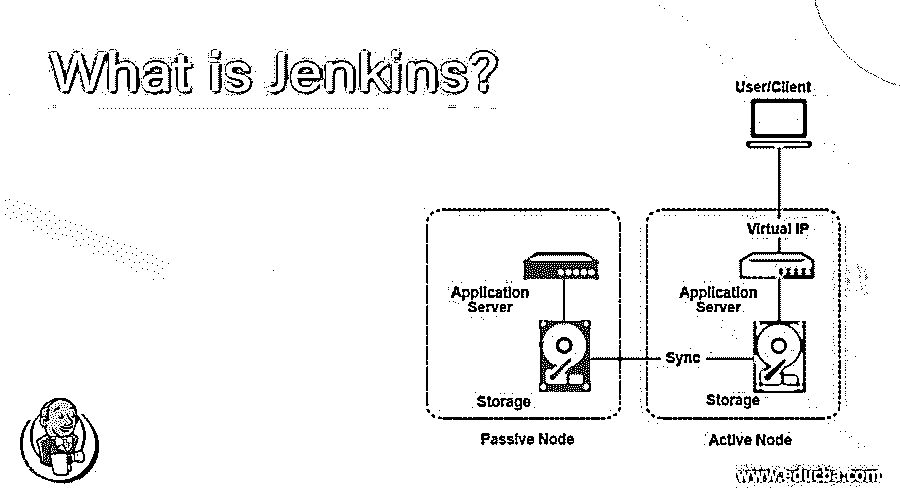 What is Jenkins?
User/Client
Virtual IP
Application
Server
Application
Server
Sync
Storage
Storage
Passive Node
Active Node
www.educba.com